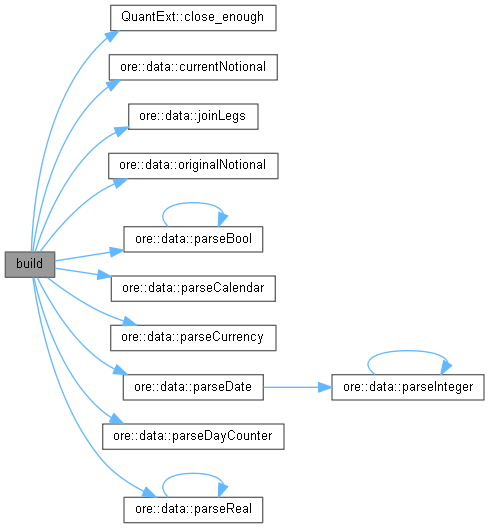 QuantExt::close_enough
ore::data::currentNotional
ore::data::joinLegs
ore::data::originalNotional
ore::data::parseBool
build
ore::data::parseCalendar
ore::data::parseCurrency
ore::data::parseDate
ore::data::parseInteger
ore::data::parseDayCounter
ore::data::parseReal